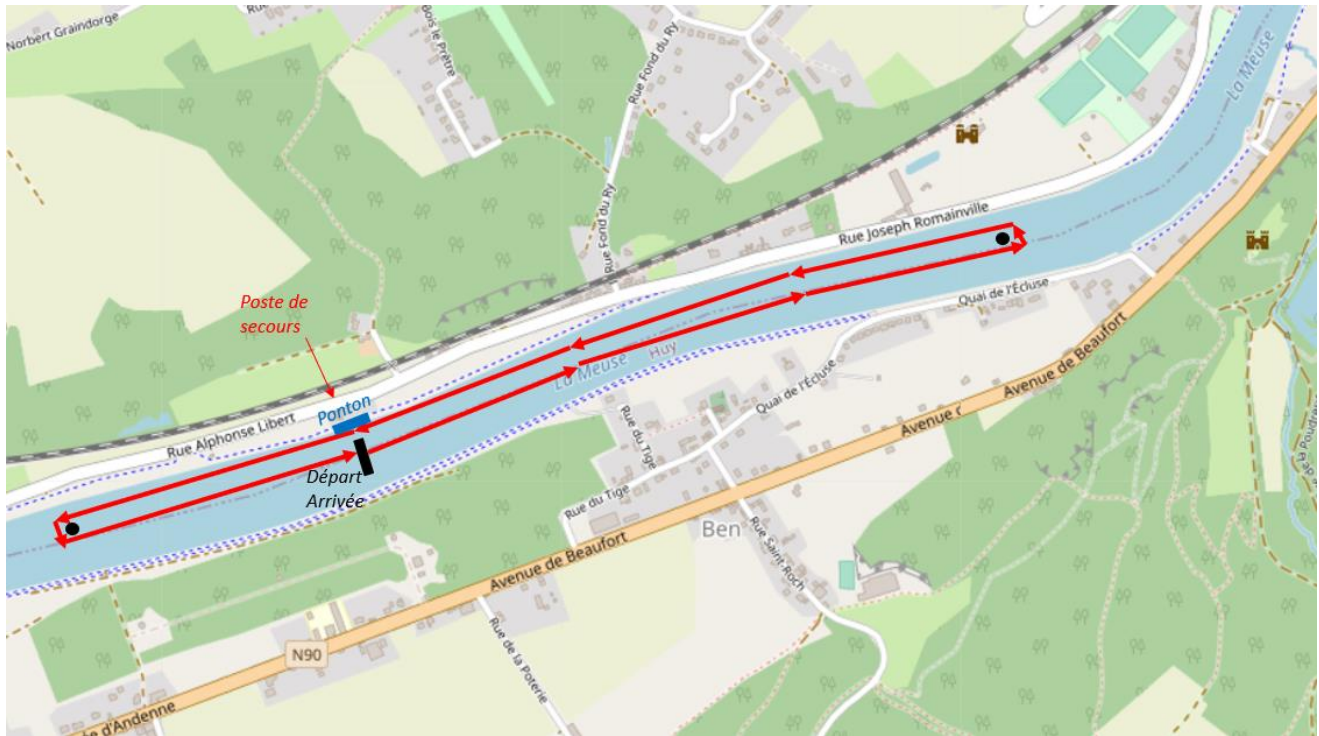 Norbert Graindorge
Bois le Prêtre
Rue Fond du Ry
Rue Fond du Ry
La Meuse
Rue Joseph Romainville
Quai de l'Écluse
Poste de
secours
Ponton
La Meuse
Huy
Rue Alphonse Libert
Départ
Arrivée
Quai de l'Écluse
Avenue de Beaufort
Avenue
Rue du Tige
Rue du Tige
Ben
Avenue de Beaufort
Rue Saint-Roch
N90
Rue de la Poterie
d'Andenne